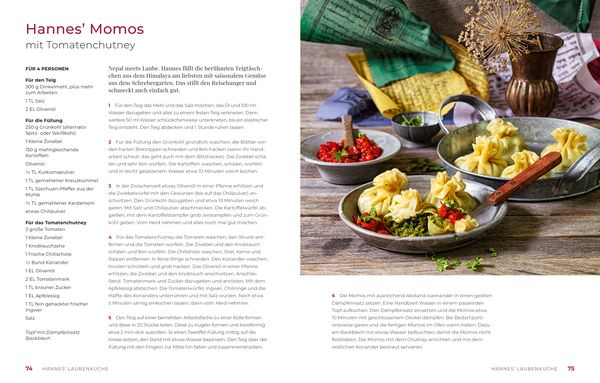 Hannes’ Momos
mit Tomatenchutney
FÜR 4 PERSONEN
Für den Teig
300 g Dinkelmehl, plus mehr
zum Arbeiten
1 TL Salz
2 EL Olivenöl
Für die Füllung
250 g Grünkohl (alternativ
Spitz- oder Weißkohl)
1 kleine Zwiebel
150 g mehligkochende
Kartoffeln
Olivenöl
½ TL Kurkumapulver
1 TL gemahlener Kreuzkümmel
1 TL Szechuan-Pfeffer aus der
Mühle
½ TL gemahlener Kardamom
etwas Chilipulver
Für das Tomatenchutney
2 große Tomaten
1 kleine Zwiebel
1 Knoblauchzehe
1 frische Chilischote
½ Bund Koriander
1 EL Olivenöl
2 EL Tomatenmark
1 TL brauner Zucker
1 EL Apfelessig
1 TL fein gehackter frischer
Ingwer
Salz
Topf mit Dämpfeinsatz
Backblech
Nepal meets Laube. Hannes füllt die berühmten Teigtäsch-
chen aus dem Himalaya am liebsten mit saisonalem Gemüse
aus dem Schrebergarten. Das stillt den Reisehunger und
schmeckt auch einfach gut.
1 Für den Teig das Mehl und das Salz mischen, das Öl und 100 ml
Wasser dazugeben und alles zu einem festen Teig verkneten. Dann
weitere 50 ml Wasser schlückchenweise unterkneten, bis ein elastischer
Teig entsteht. Den Teig abdecken und 1 Stunde ruhen lassen.
2 Für die Füllung den Grünkohl gründlich waschen, die Blätter von
den harten Blattrippen schneiden und fein hacken (wenn ihr Hand-
arbeit scheut: das geht auch mit dem Blitzhacker). Die Zwiebel schä-
len und sehr fein würfeln. Die Kartoffeln waschen, schälen, würfeln
und in leicht gesalzenem Wasser etwa 10 Minuten weich kochen.
3 In der Zwischenzeit etwas Olivenöl in einer Pfanne erhitzen und
die Zwiebelwürfel mit den Gewürzen (bis auf das Chilipulver) an-
schwitzen. Den Grünkohl dazugeben und etwa 10 Minuten weich
garen. Mit Salz und Chilipulver abschmecken. Die Kartoffelwürfel ab-
gießen, mit dem Kartoffelstampfer grob zerstampfen und zum Grün-
kohl geben. Vom Herd nehmen und alles noch mal gut mischen.
4 Für das Tomatenchutney die Tomaten waschen, den Strunk ent-
fernen und die Tomaten würfeln. Die Zwiebel und den Knoblauch
schälen und fein würfeln. Die Chilischote waschen, Stiel, Kerne und
Rippen entfernen. In feine Ringe schneiden. Den Koriander waschen,
trocken schütteln und grob hacken. Das Olivenöl in einer Pfanne
erhitzen, die Zwiebel und den Knoblauch darin anschwitzen. Anschlie-
ßend Tomatenmark und Zucker dazugeben und anrösten. Mit dem
Apfelessig ablöschen. Die Tomatenwürfel, Ingwer, Chiliringe und die
Hälfte des Korianders unterrühren und mit Salz würzen. Noch etwa
5 Minuten sämig einkochen lassen, dann vom Herd nehmen.
5 Den Teig auf einer bemehlten Arbeitsfläche zu einer Rolle formen
und diese in 20 Stücke teilen. Diese zu Kugeln formen und kreisförmig
etwa 2 mm dick ausrollen. Je einen Teelöffel Füllung mittig auf die
Kreise setzen, den Rand mit etwas Wasser bepinseln. Den Teig über der
Füllung mit den Fingern zur Mitte hin falten und zusammendrücken.
6 Die Momos mit ausreichend Abstand zueinander in einen geölten
Dämpfeinsatz setzen. Eine Handbreit Wasser in einem passenden
Topf aufkochen. Den Dämpfeinsatz einsetzen und die Momos etwa
10 Minuten mit geschlossenem Deckel dämpfen. Bei Bedarf porti-
onsweise garen und die fertigen Momos im Ofen warm halten. Dazu
ein Backblech mit etwas Wasser befeuchten; damit die Momos nicht
festkleben. Die Momos mit dem Chutney anrichten und mit dem
restlichen Koriander bestreut servieren.
74 HANNES’ LAUBENKÜCHE
HANNES’ LAUBENKÜCHE 75